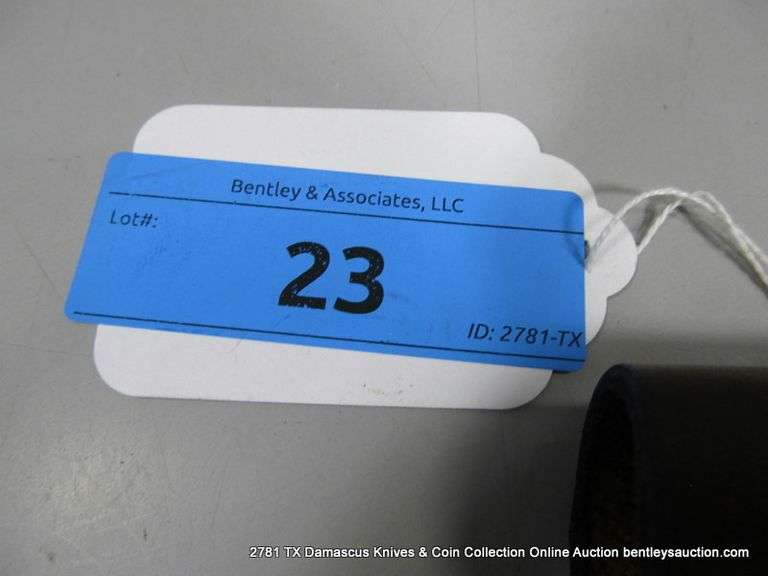 Bentley & Associates, LLC
Lot#:
23
ID: 2781-TX
2781 TX Damascus Knives & Coin Collection Online Auction bentleysauction.com